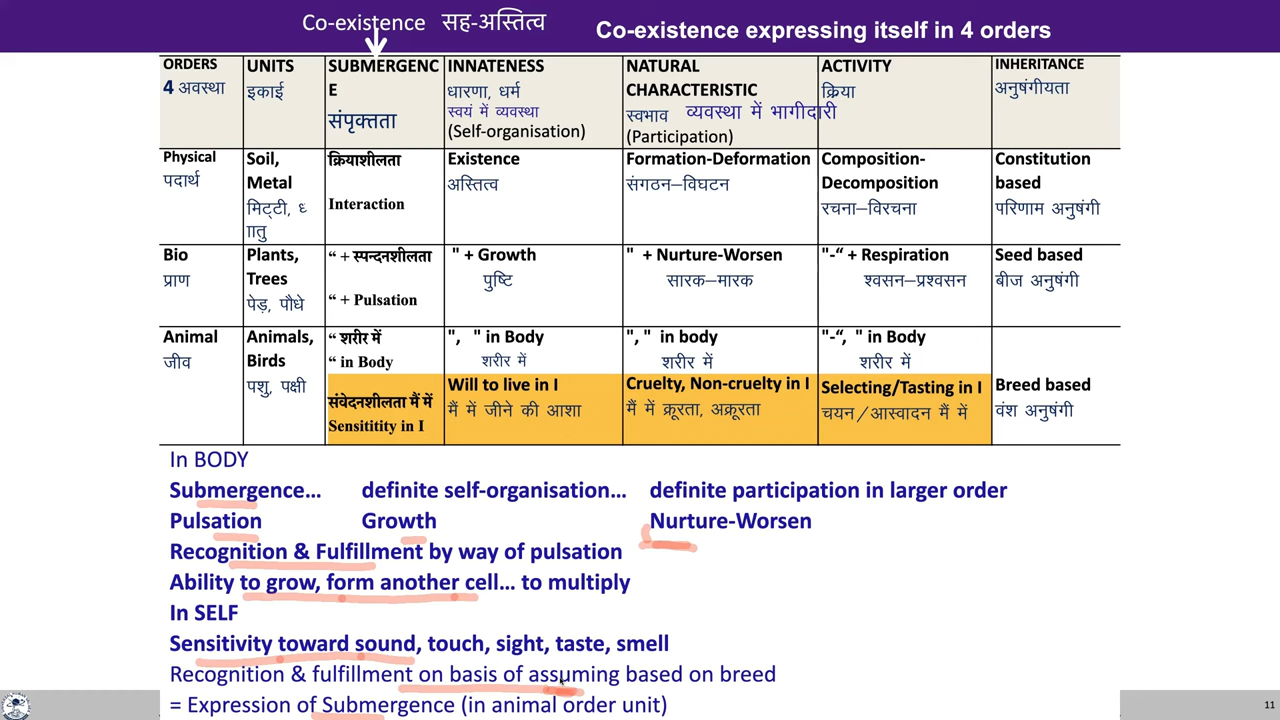 Co-existence सह-अस्तित्व
Co-existence expressing itself in 4 orders
ORDERS
4 अवस्था
UNITS
इकाई
SUBMERGENC
E
संपृक्तता
INNATENESS
धारणा, धर्म
स्वयं में व्यवस्था
(Self-organisation)
NATURAL
CHARACTERISTIC
स्वभाव व्यवस्था में भागीदारी
(Participation)
ACTIVITY
क्रिया
INHERITANCE
अनुषंगीयता
Physical
पदार्थ
Soil,
Metal
मिट्टी, ध
ातु
क्रियाशीलता
Interaction
Existence
अस्तित्व
Formation-Deformation
संगठन–विघटन
Composition-
Decomposition
रचना–विरचना
Constitution
based
परिणाम अनुषंगी
Bio
प्राण
Plants,
Trees
पेड़, पौधे
“ + स्पन्दनशीलता
“ + Pulsation
" + Growth
पुष्टि
" + Nurture-Worsen
सारक–मारक
"-“ + Respiration
श्वसन–प्रश्वसन
Seed based
बीज अनुषंगी
Animal
जीव
Animals,
Birds
पशु, पक्षी
“ शरीर में
“ in Body
संवेदनशीलता मैं में
Sensititity in I
", " in Body
शरीर में
Will to live in I
मैं में जीने की आशा
", " in body
शरीर में
Cruelty, Non-cruelty in I
मैं में क्रूरता, अक्रूरता
"-“, " in Body
शरीर में
Selecting/Tasting in I
चयन/आस्वादन मैं में
Breed based
वंश अनुषंगी
In BODY
Submergence… definite self-organisation… definite participation in larger order
Pulsation Growth Nurture-Worsen
Recognition & Fulfillment by way of pulsation
Ability to grow, form another cell… to multiply
In SELF
Sensitivity toward sound, touch, sight, taste, smell
Recognition & fulfillment on basis of assuming based on breed
= Expression of Submergence (in animal order unit)
11